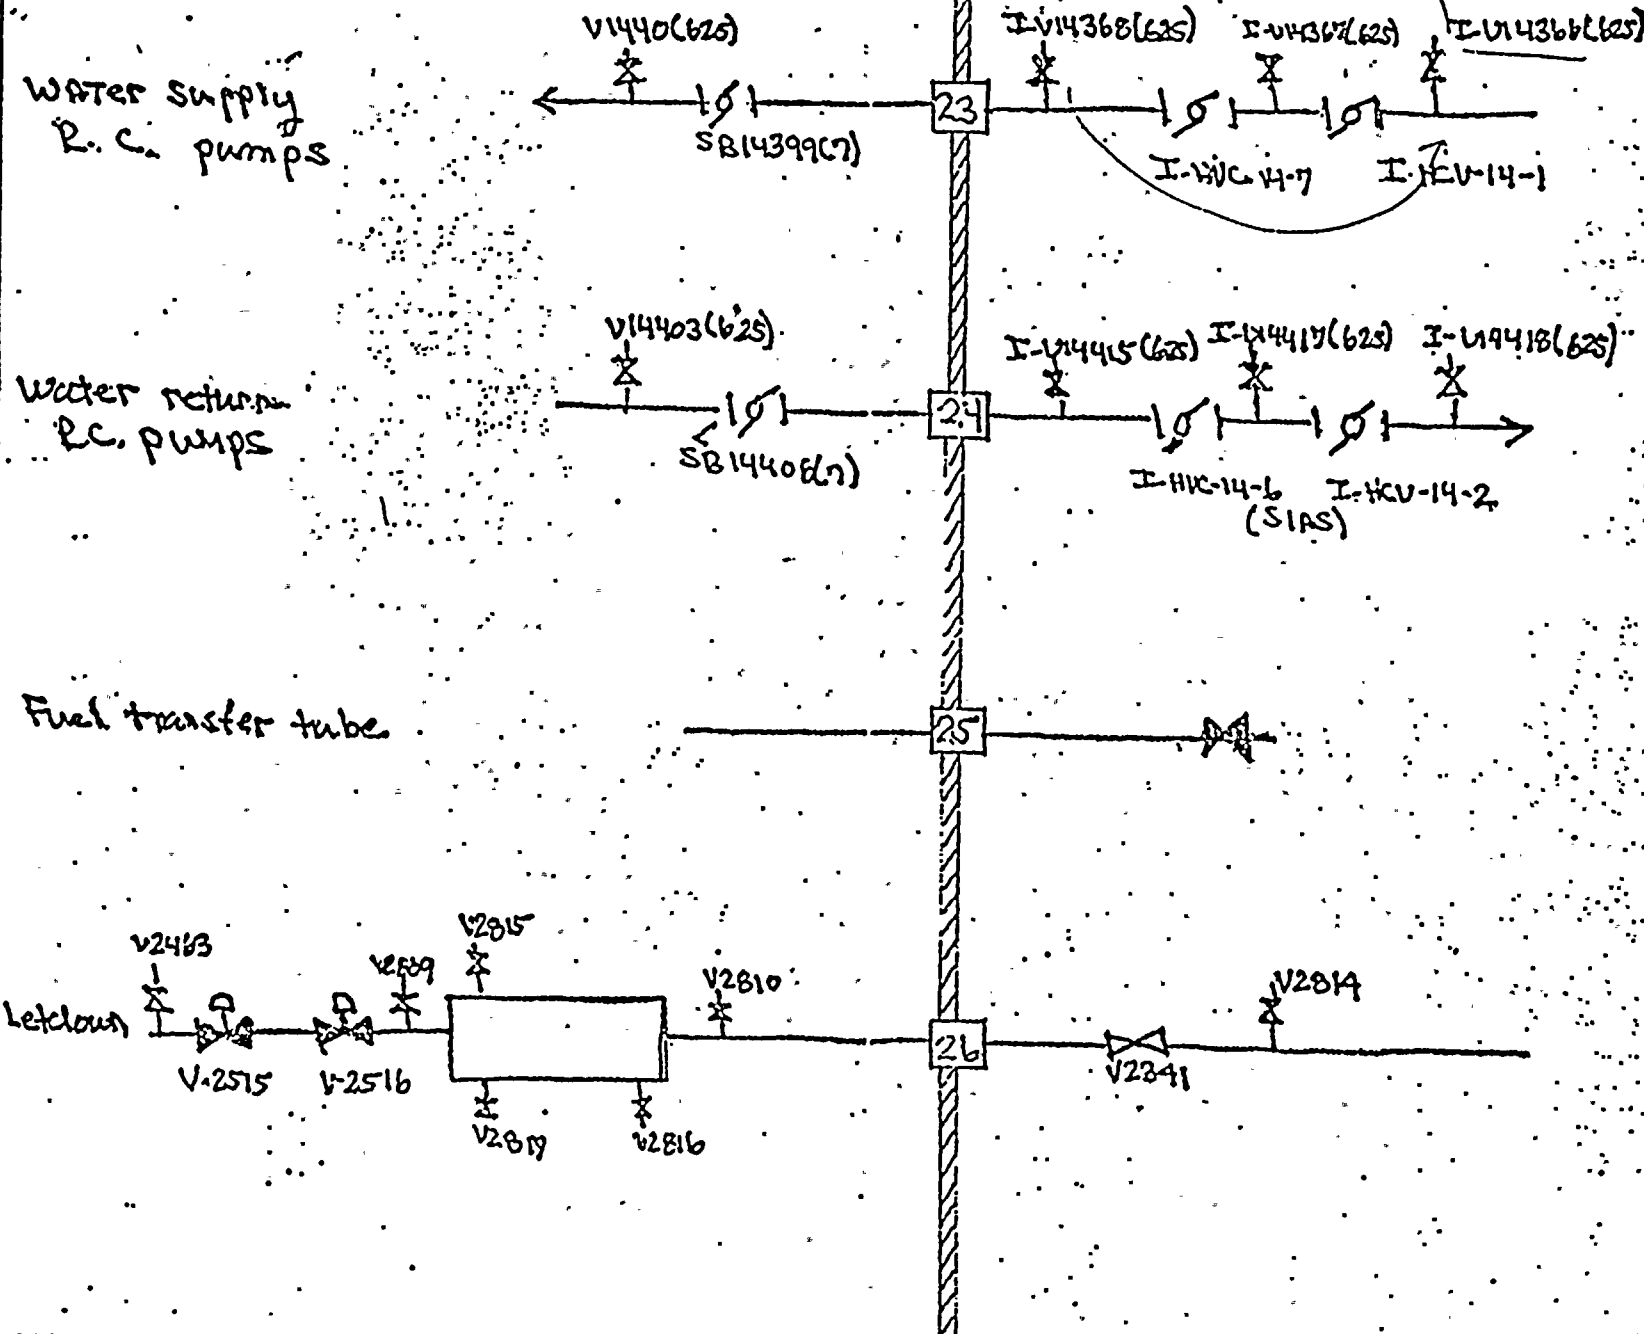 V1440(625)
I-V14368(625)
I-V14367(625)
I-V14366(625)
Water Supply
R. C. pumps
23
SB14399(7)
I-HVC-14-7
I-HCV-14-1
V14403(625)
I-V14415(625)
I-V14417(625)
I-V14418(625)
Water return
R.C. pumps
24
SB14408(7)
I-HVC-14-6
(SIAS)
I-HCV-14-2
Fuel transfer tube
25
V2463
V2815
V2810
V2814
Letdown
26
V-2515
V-2516
V2341
V2816